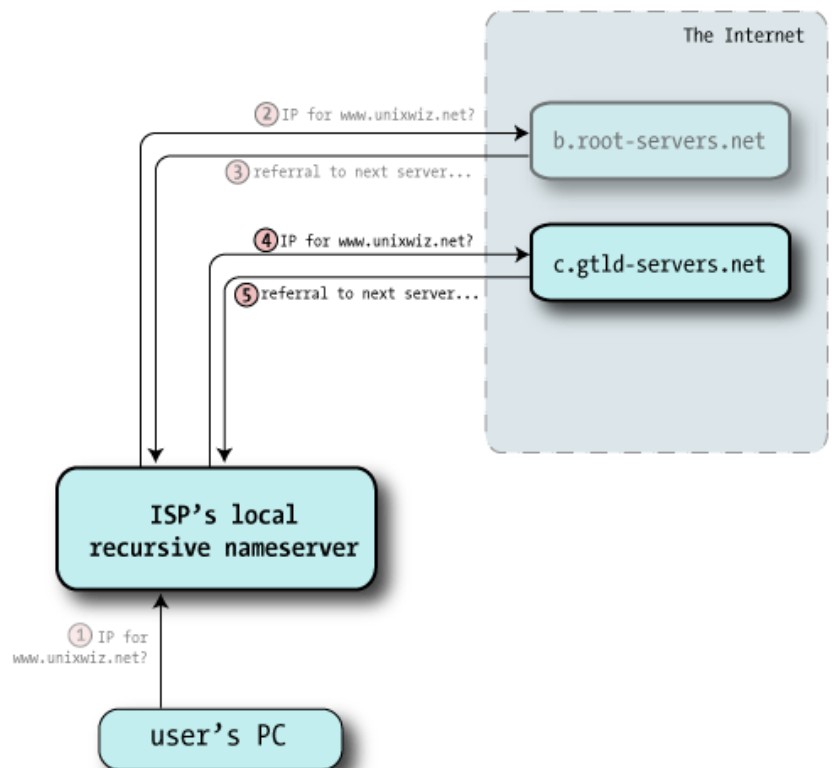 The Internet
2 IP for www.unixwiz.net?
b.root-servers.net
3 referral to next server...
4 IP for www.unixwiz.net?
c.gtld-servers.net
5 referral to next server...
ISP's local
recursive nameserver
1 IP for
www.unixwiz.net?
user's PC